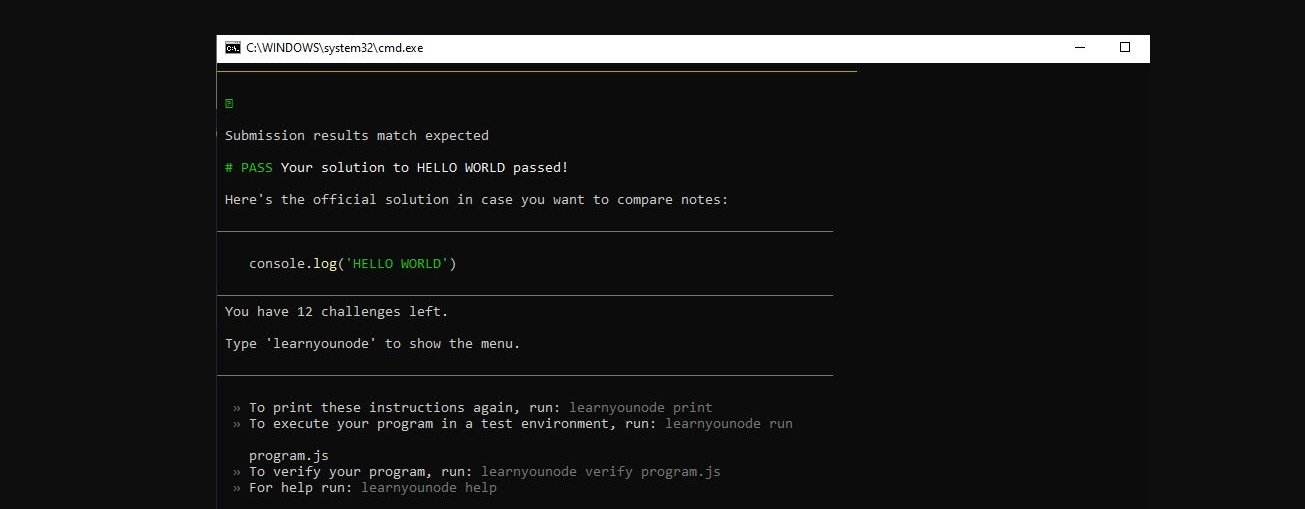 C:\WINDOWS\system32\cmd.exe
Submission results match expected
# PASS Your solution to HELLO WORLD passed!
Here's the official solution in case you want to compare notes:
console.log('HELLO WORLD')
You have 12 challenges left.
Type 'learnyounode' to show the menu.
» To print these instructions again, run: learnyounode print
» To execute your program in a test environment, run: learnyounode run
program.js
» To verify your program, run: learnyounode verify program.js
» For help run: learnyounode help